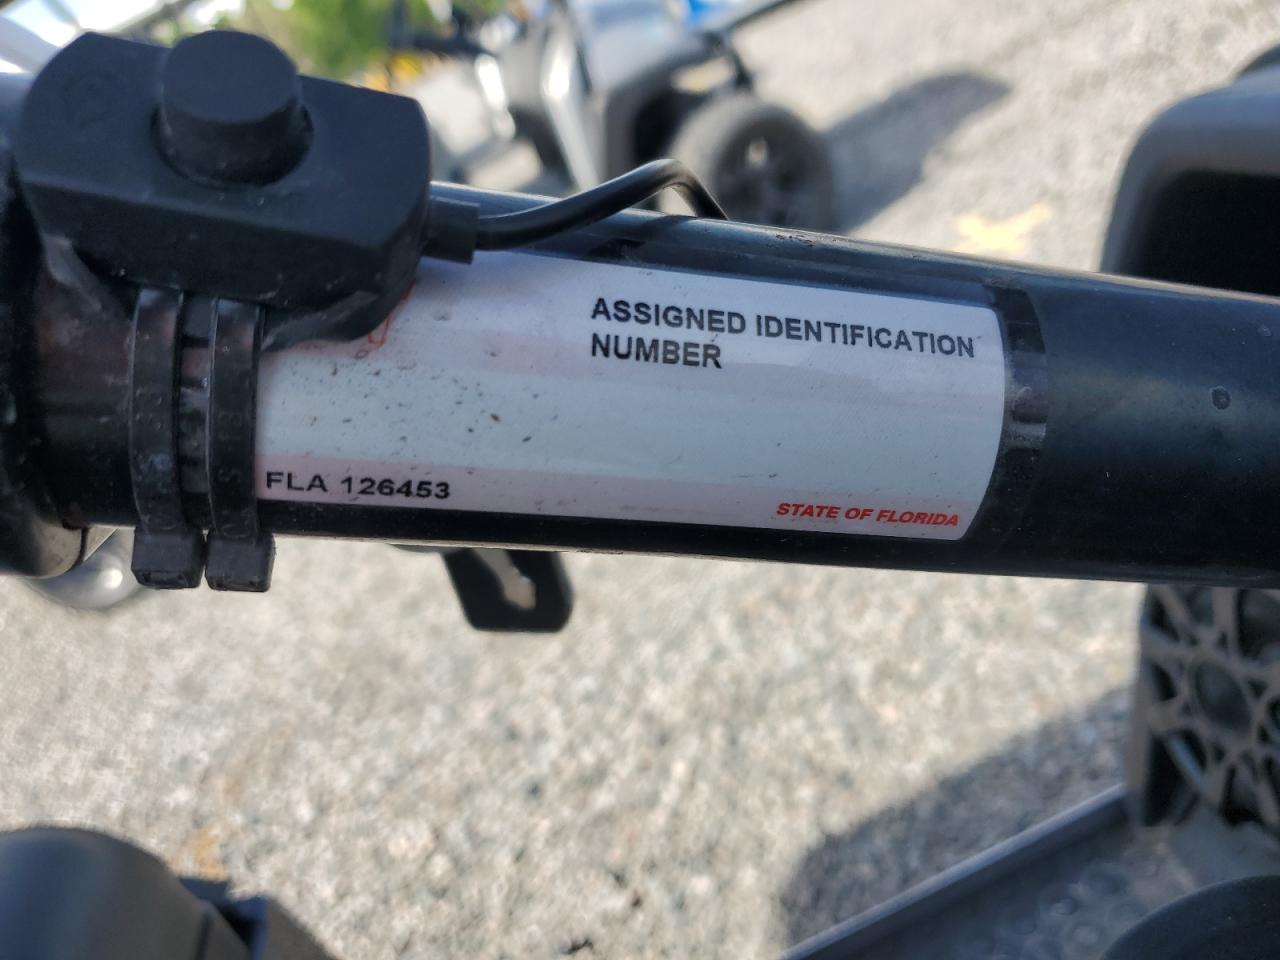 ASSIGNED IDENTIFICATION
NUMBER
FLA 126453
STATE OF FLORIDA